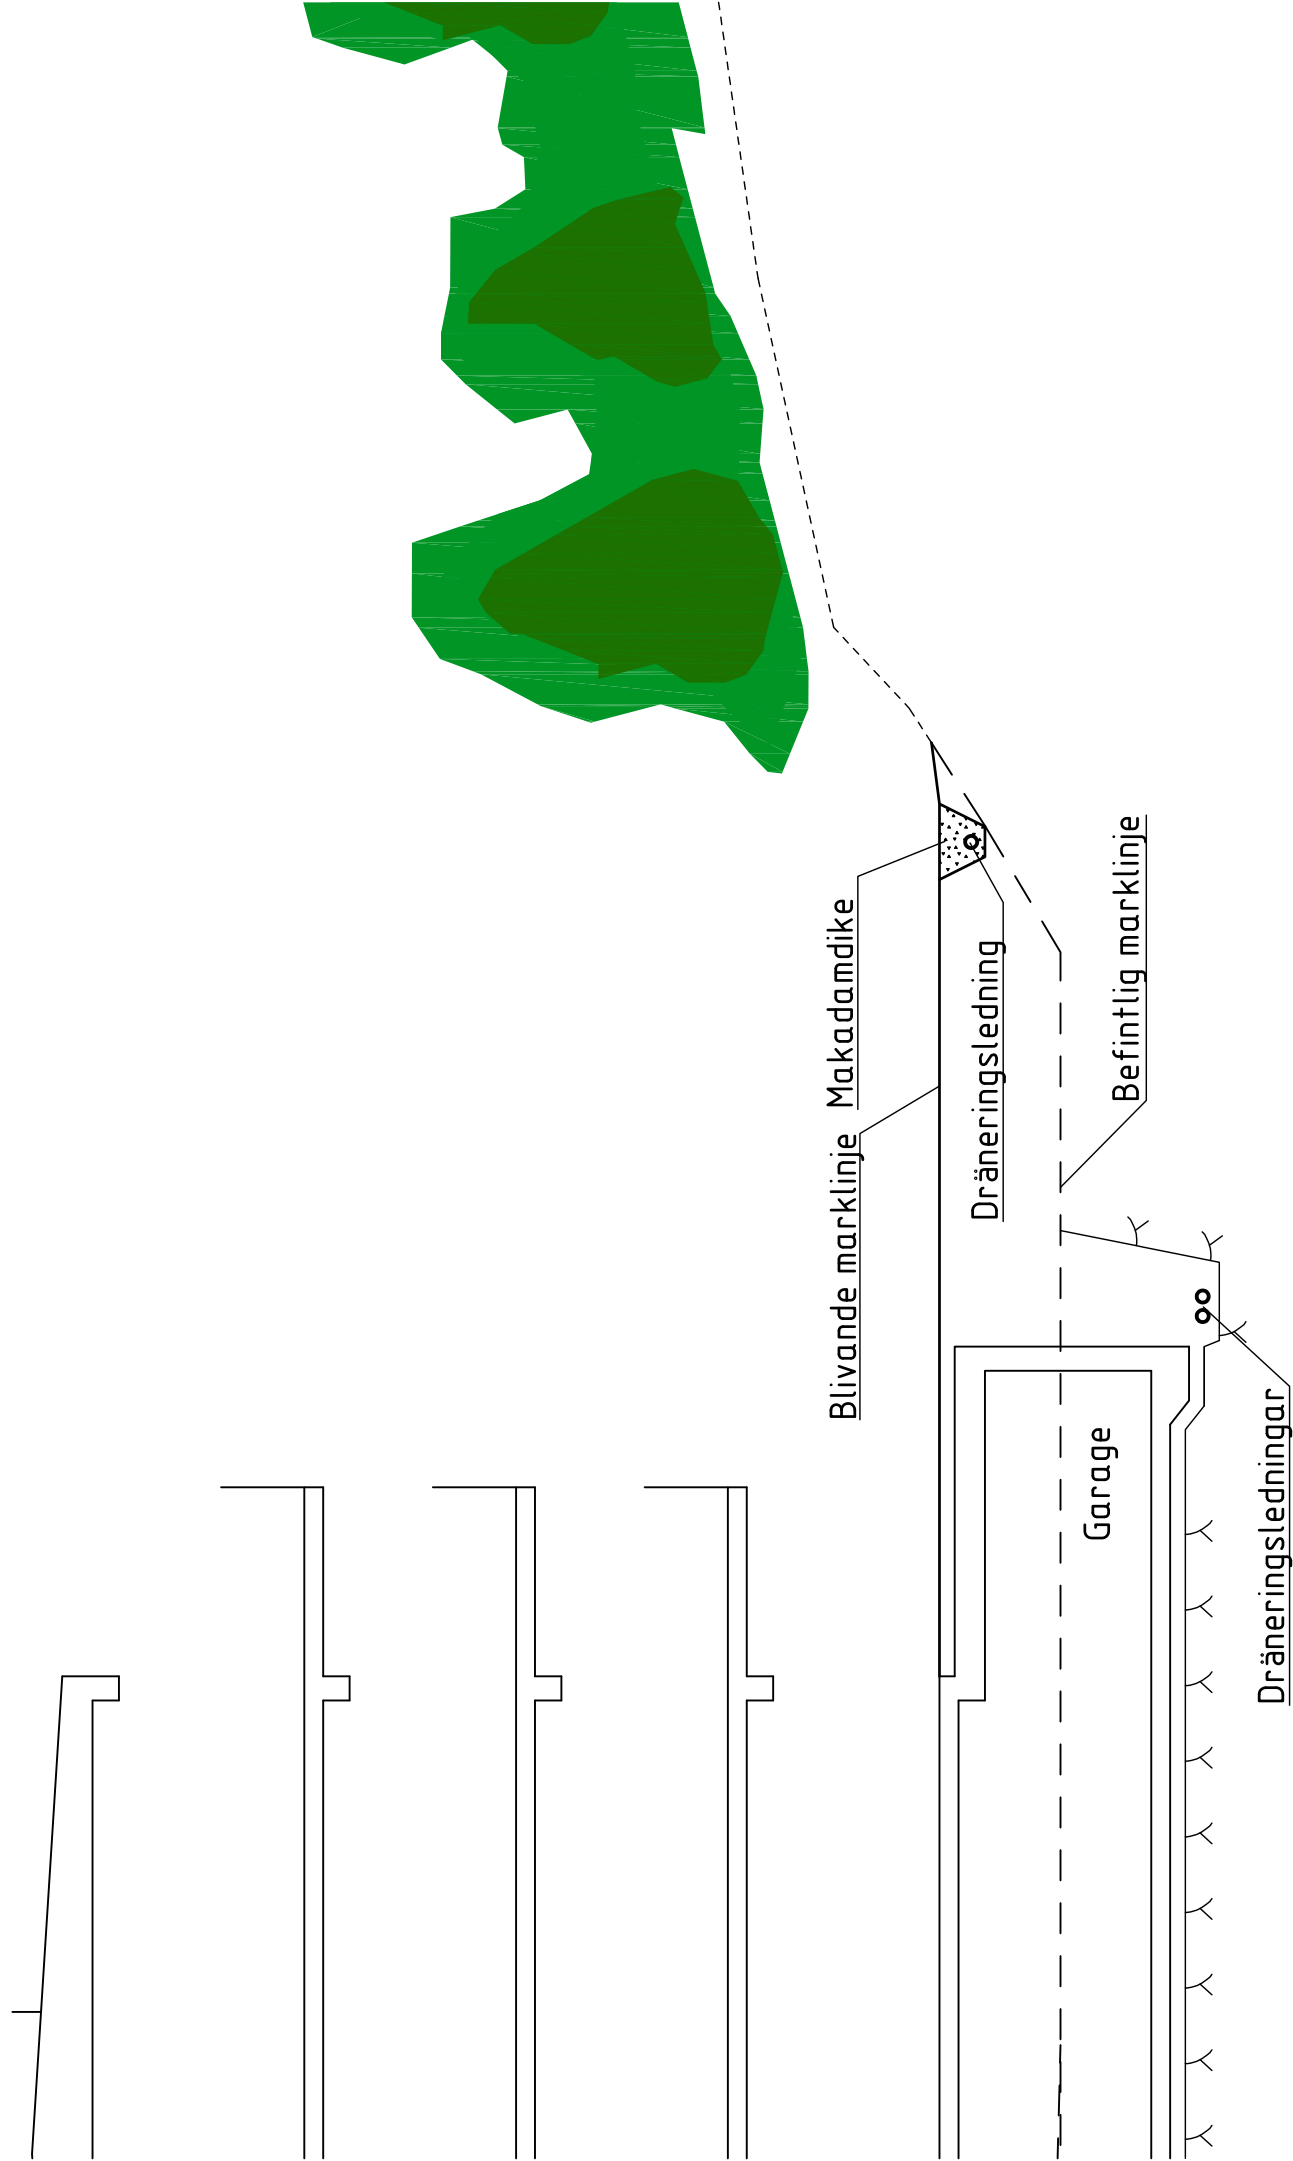 Makadamdike
Blivande marklinje
Dräneringsledning
Befintlig marklinje
Garage
Dräneringsledningar